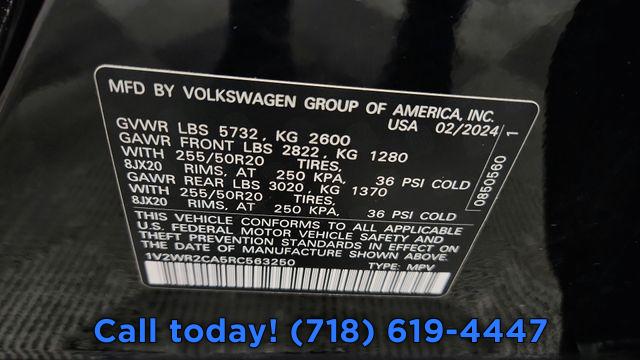 MFD BY VOLKSWAGEN GROUP OF AMERICA, INC.
USA 02/2024
GVWR LBS 5732, KG 2600
GAWR FRONT LBS 2822, KG 1280
WITH 255/50R20 TIRES,
8JX20 RIMS, AT 250 KPA, 36 PSI COLD
GAWR REAR LBS 3020, KG 1370
WITH 255/50R20 TIRES,
8JX20 RIMS, AT 250 KPA, 36 PSI COLD
THIS VEHICLE CONFORMS TO ALL APPLICABLE
U.S. FEDERAL MOTOR VEHICLE SAFETY, BUMPER, AND
THEFT PREVENTION STANDARDS IN EFFECT ON
THE DATE OF MANUFACTURE SHOWN ABOVE.
1V2WR2CA5RC563250
TYPE: MPV
0850580 1
Call today! (718) 619-4447